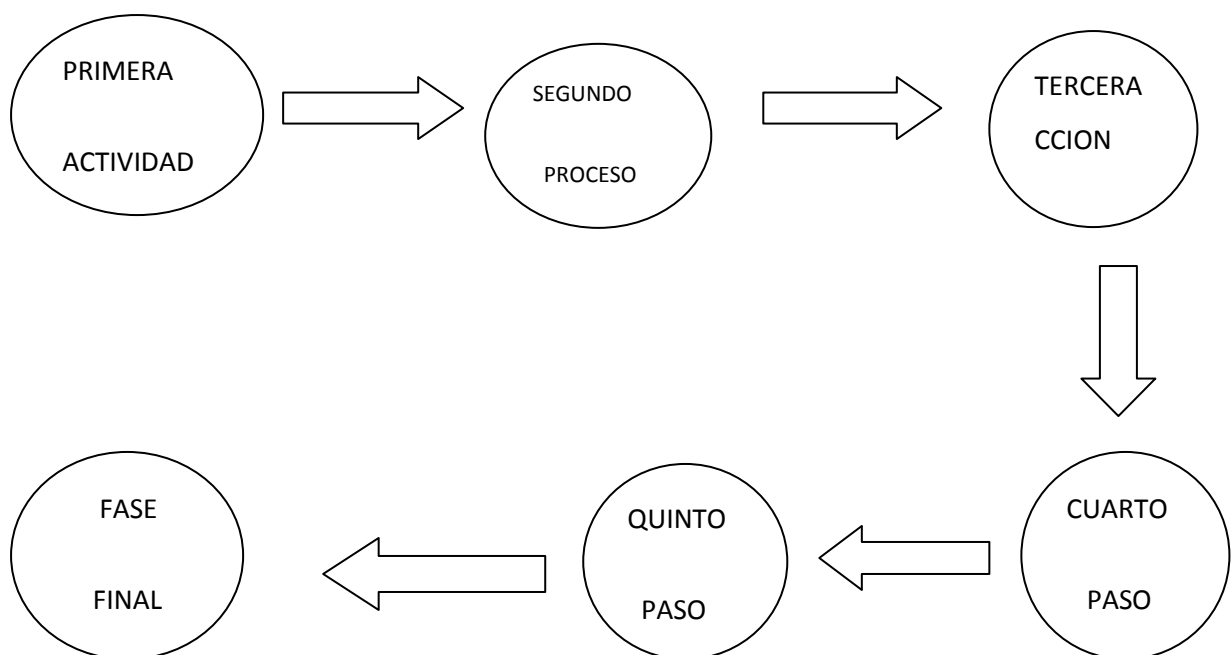 PRIMERA
ACTIVIDAD
SEGUNDO
PROCESO
TERCERA
CCION
CUARTO
PASO
QUINTO
PASO
FASE
FINAL